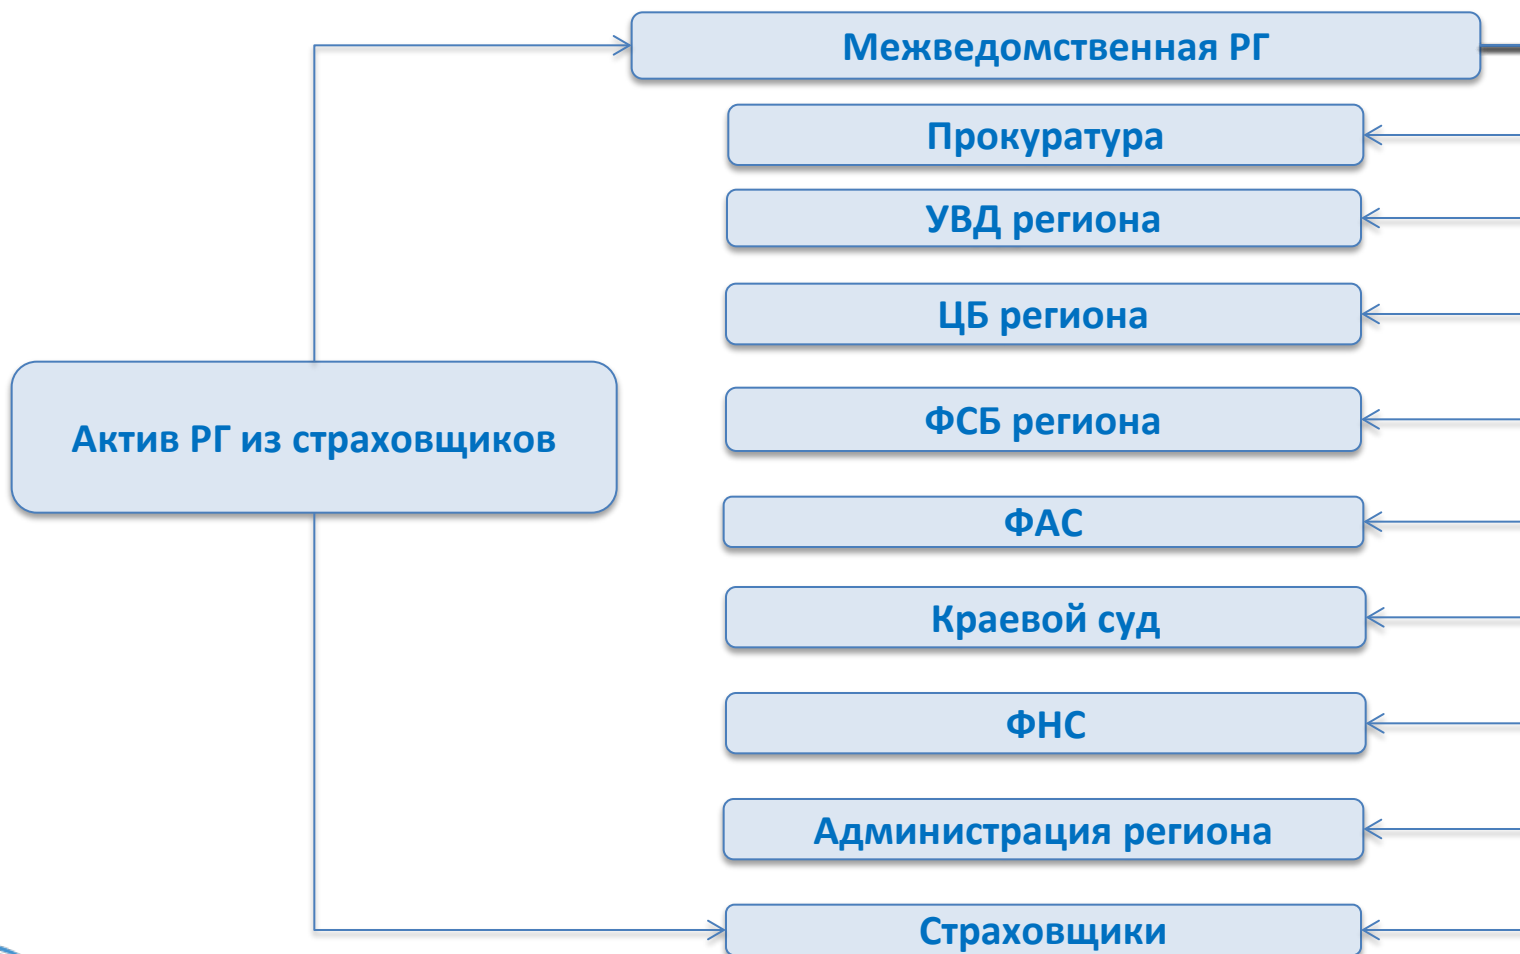 Межведомственная РГ
Прокуратура
УВД региона
ЦБ региона
ФСБ региона
Актив РГ из страховщиков
ФАС
Краевой суд
ФНС
Администрация региона
Страховщики